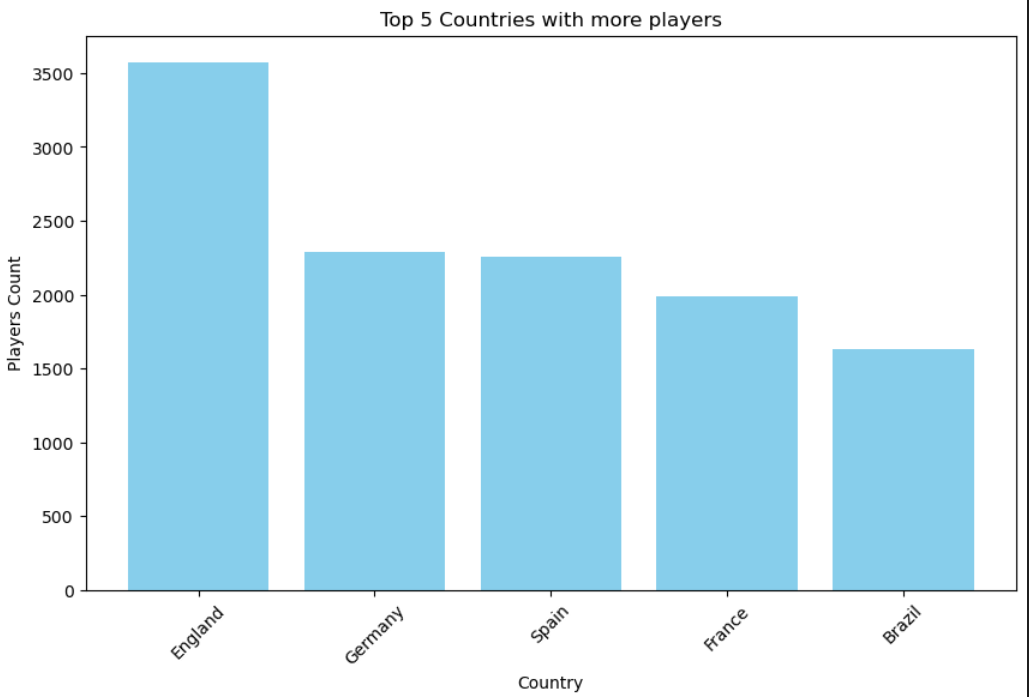 Top 5 Countries with more players
Players Count
3500
3000
2500
2000
1500
1000
500
0
England
Germany
Spain
France
Brazil
Country